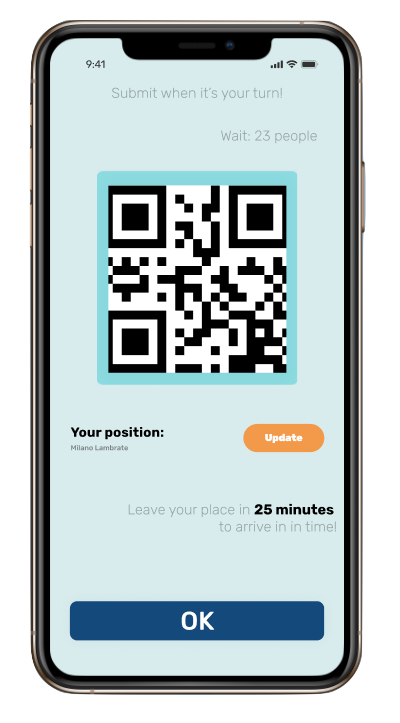 9:41
Submit when it's your turn!
Wait: 23 people
Your position:
Update
Milano Lambrate
Leave your place in 25 minutes
to arrive in in time!
OK